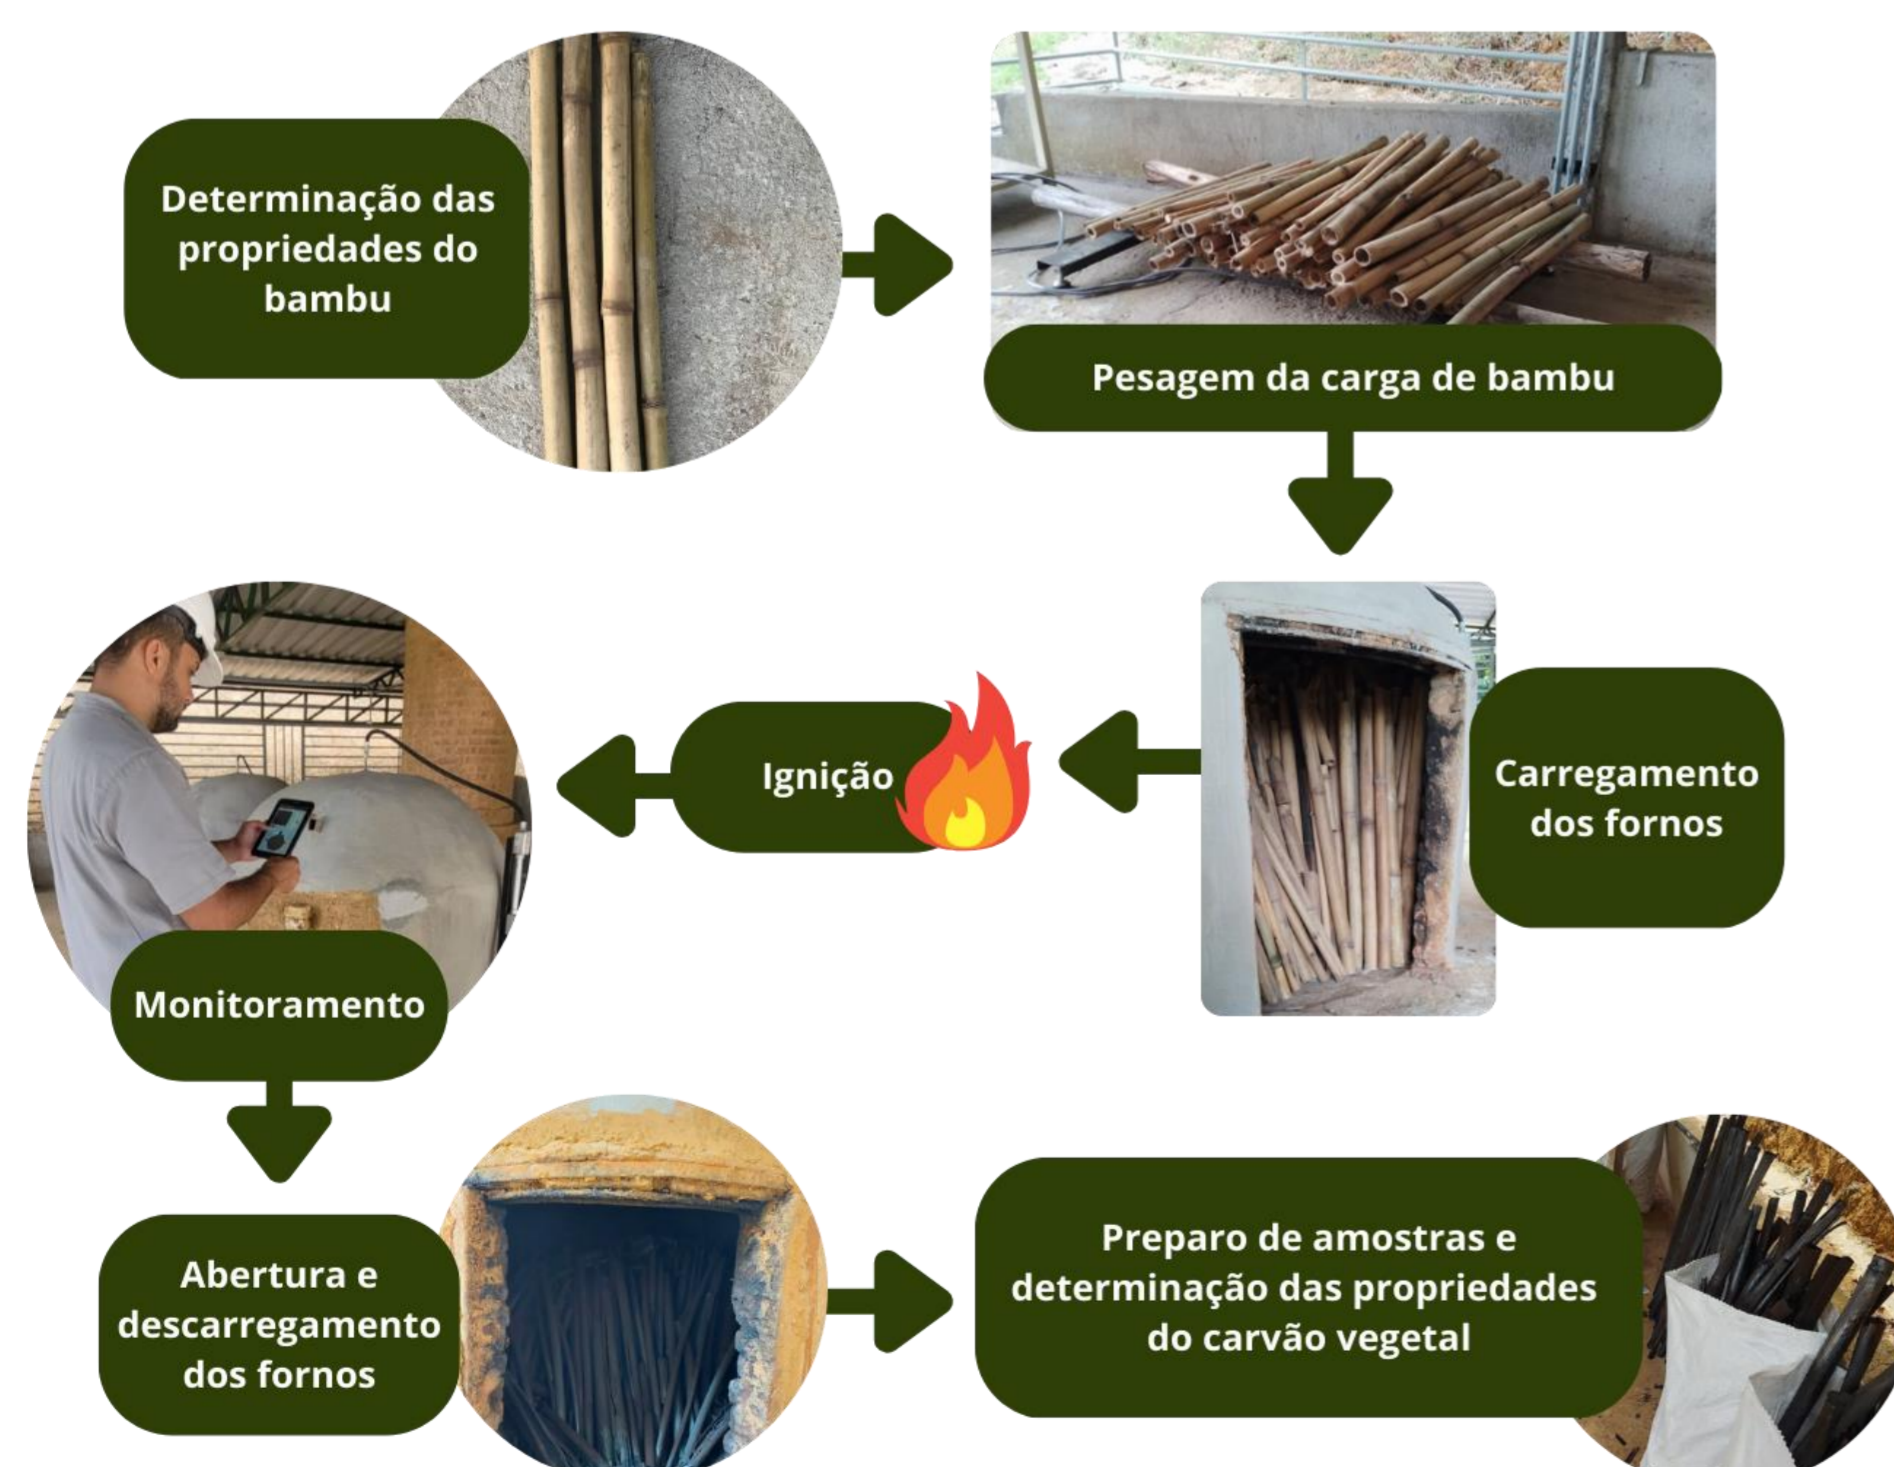 Determinação das
propriedades do
bambu
Pesagem da carga de bambu
Carregamento
dos fornos
Ignição
Monitoramento
Abertura e
descarregamento
dos fornos
Preparo de amostras e
determinação das propriedades
do carvão vegetal